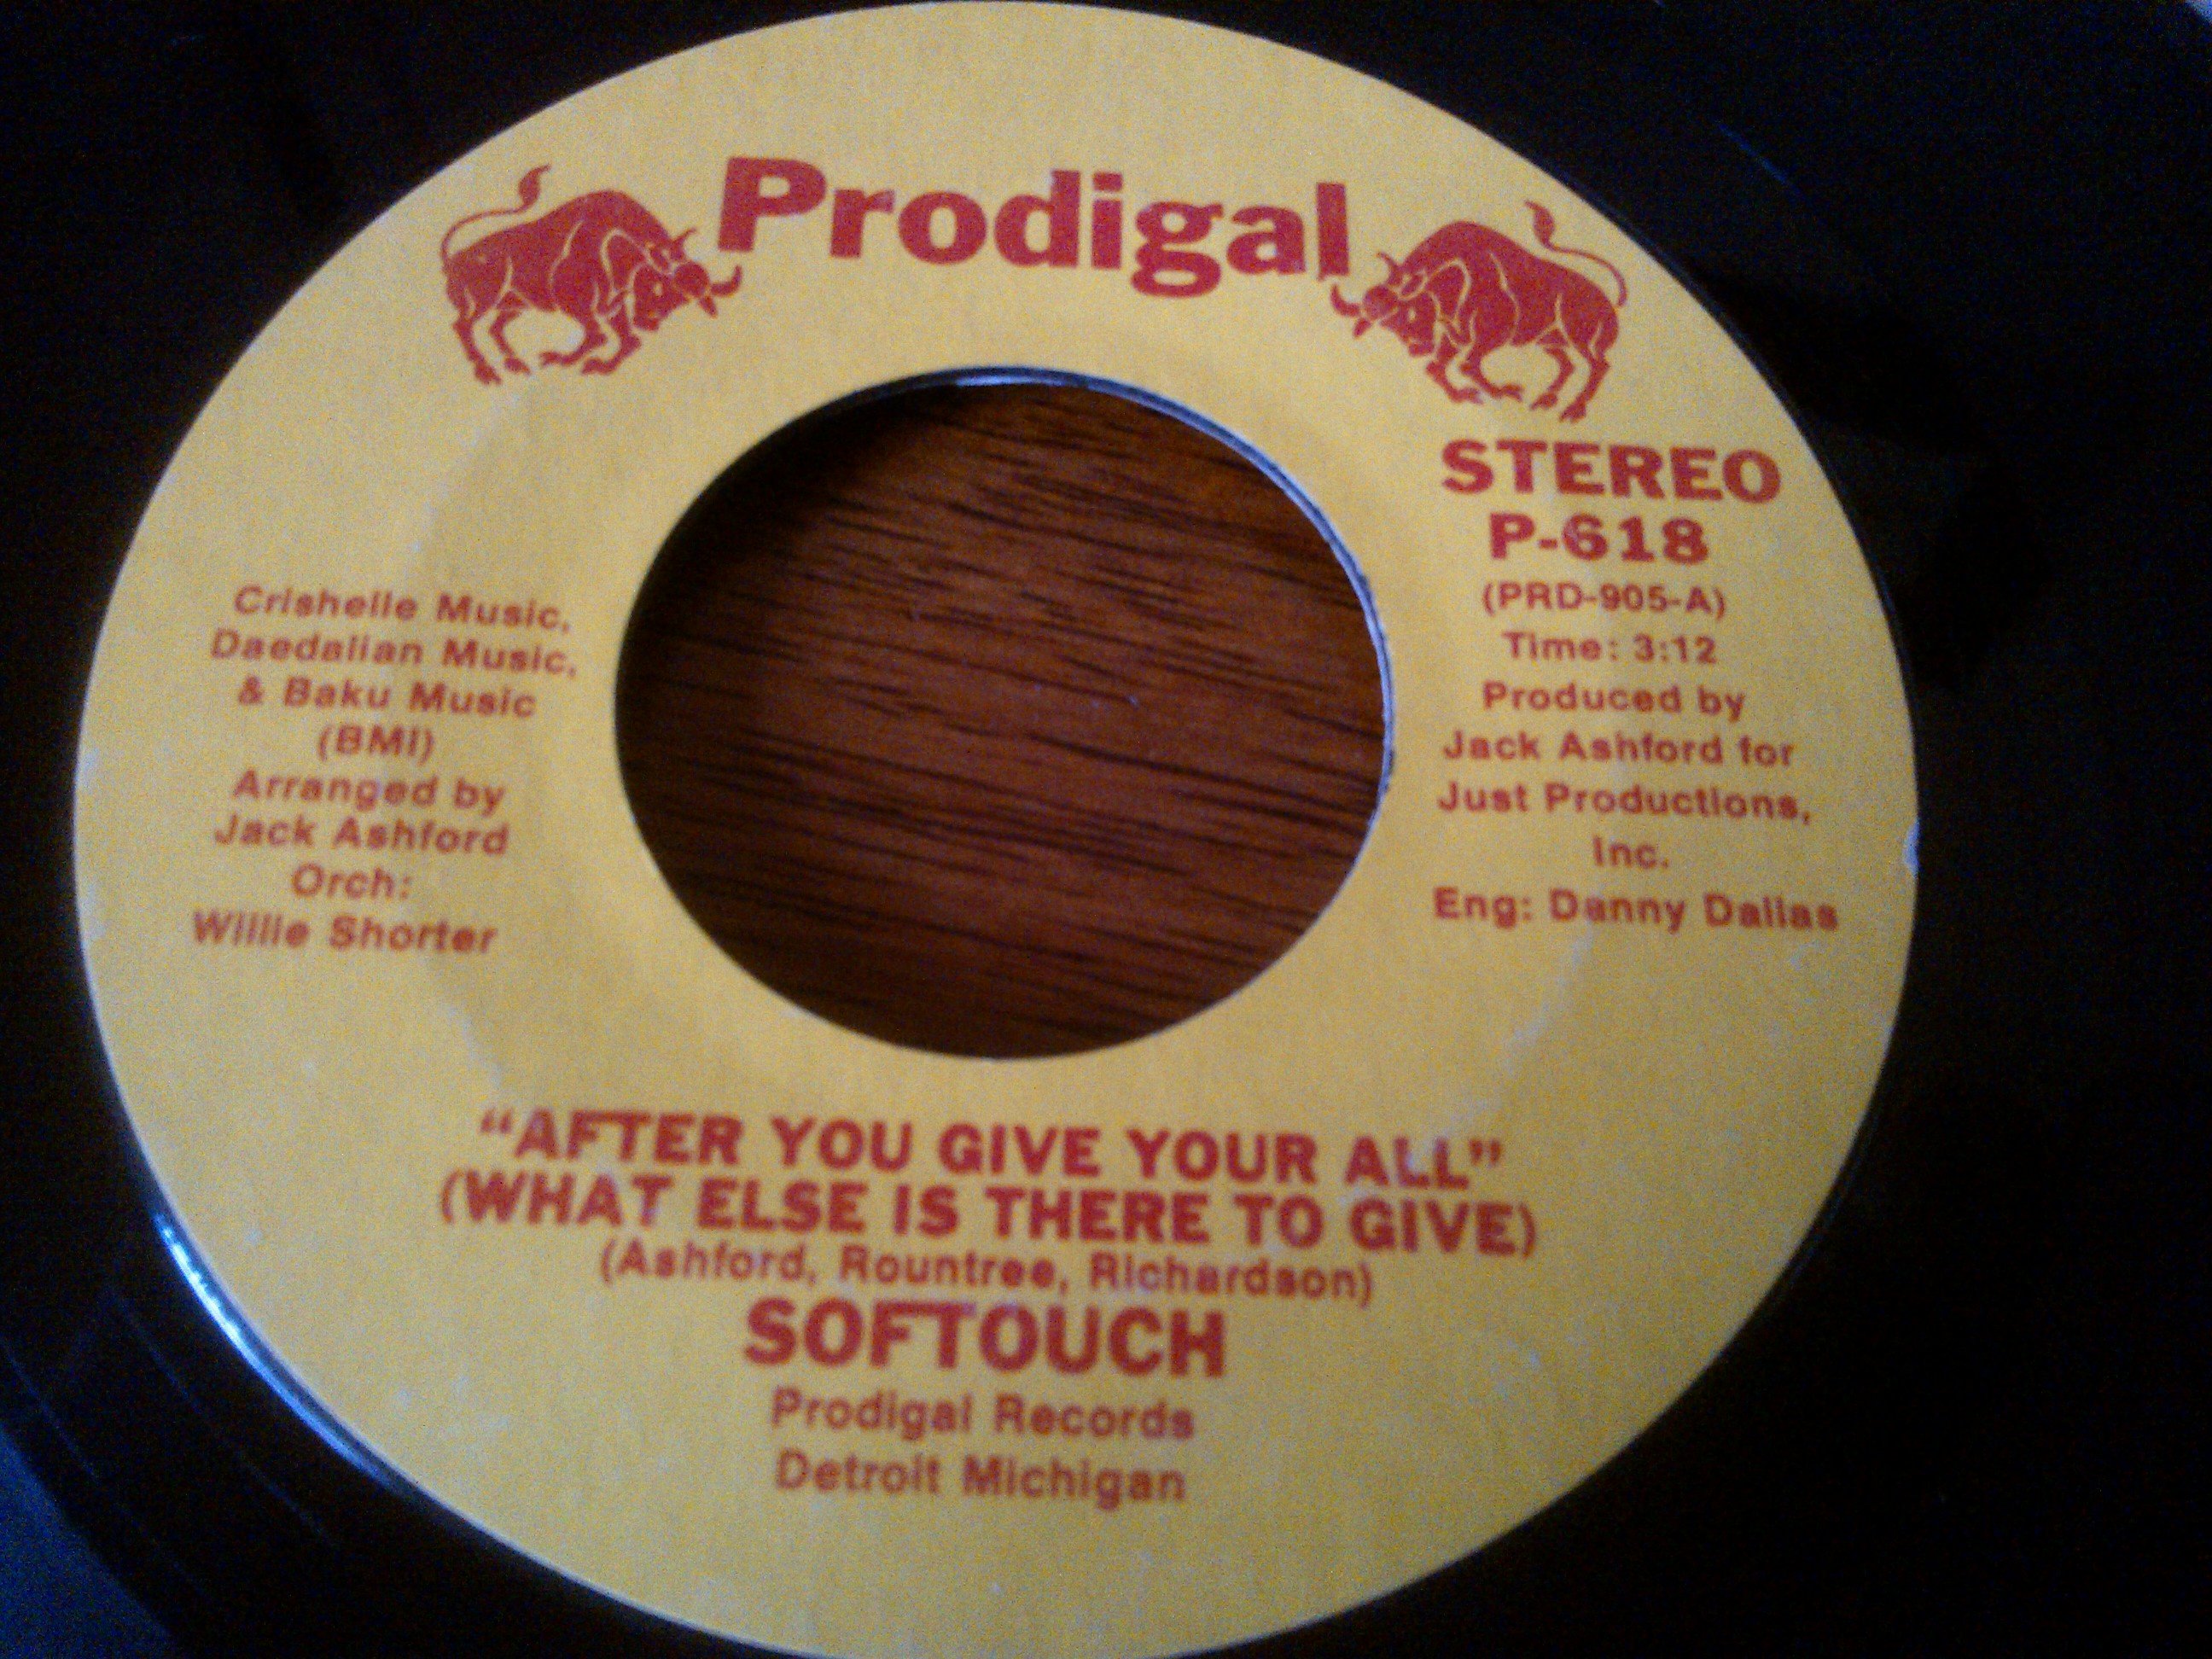 Prodigal
STEREO
P-618
(PRD-905-A)
Time: 3:12
Produced by
Jack Ashford for
Just Productions,
Inc.
Eng: Danny Dallas
Crishelle Music,
Daedalian Music,
& Baku Music
(BMI)
Arranged by
Jack Ashford
Orch:
Willie Shorter
"AFTER YOU GIVE YOUR ALL"
(WHAT ELSE IS THERE TO GIVE)
(Ashford, Rountree, Richardson)
SOFTOUCH
Prodigal Records
Detroit Michigan